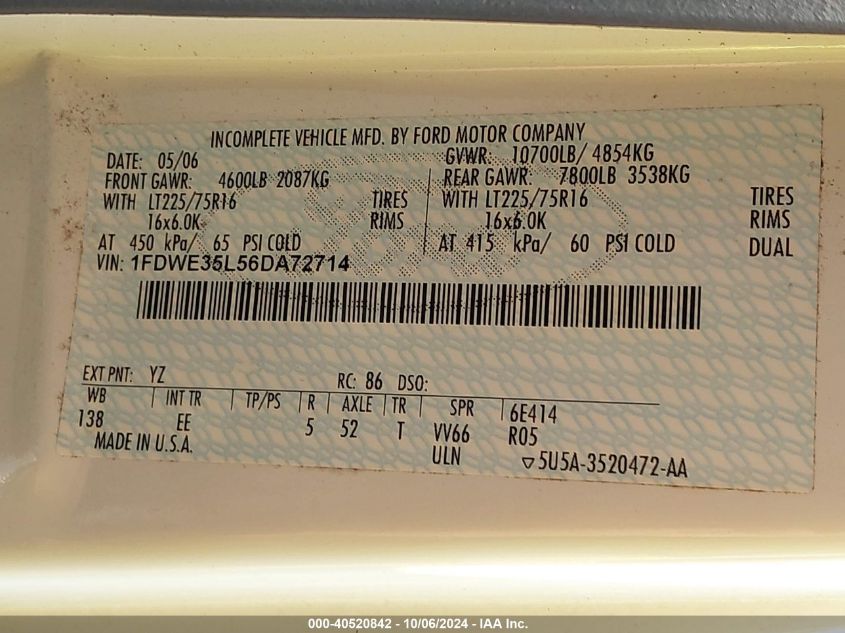 INCOMPLETE VEHICLE MFD. BY FORD MOTOR COMPANY
DATE: 05/06 GVWR: 10700LB/ 4854KG
FRONT GAWR: 4600LB 2087KG REAR GAWR: 7800LB 3538KG
WITH LT225/75R16 TIRES WITH LT225/75R16 TIRES
16x6.0K RIMS 16x6.0K RIMS
AT 450 kPa/ 65 PSI COLD AT 415 kPa/ 60 PSI COLD DUAL
VIN: 1FDWE35L56DA72714
EXT PNT: YZ RC: 86 DSO:
WB INT TR TP/PS R AXLE TR SPR 6E414
138 EE 5 52 T VV66 R05
MADE IN U.S.A. ULN 5U5A-3520472-AA
000-40520842 - 10/06/2024 - IAA Inc.